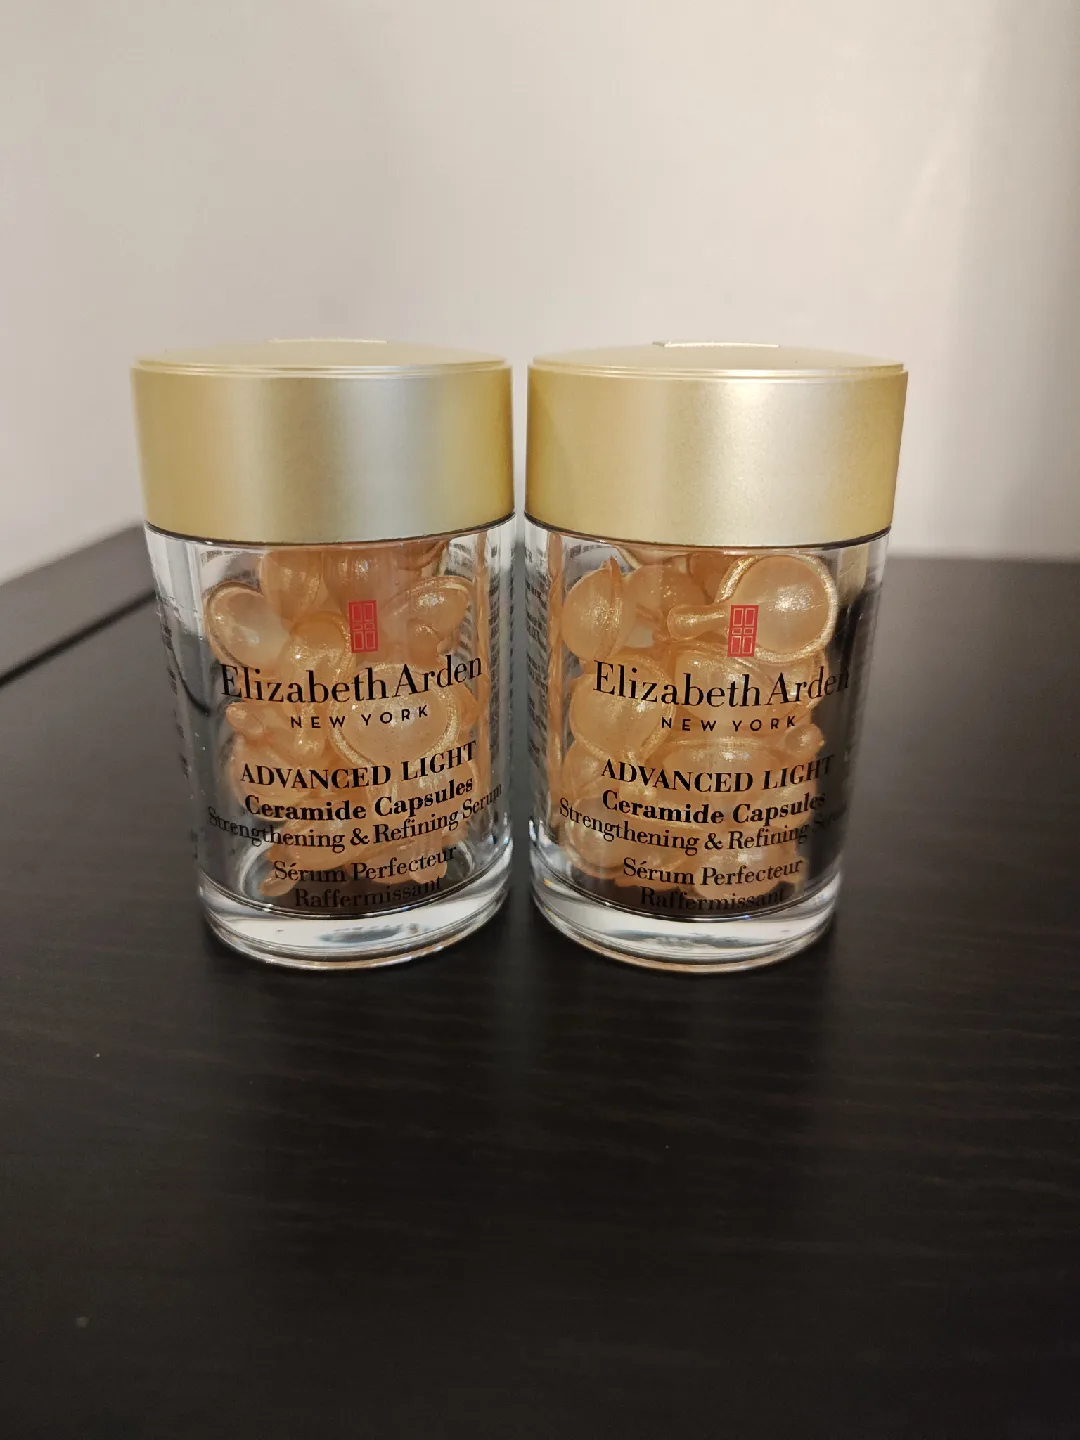 Elizabeth Arden
NEW YORK
ADVANCED LIGHT
Ceramide Capsules
Strengthening & Refining Serum
Sérum Perfecteur
Raffermissant
Elizabeth Arden
NEW YORK
ADVANCED LIGHT
Ceramide Capsules
Strengthening & Refining
Sérum Perfecteur
Raffermissant